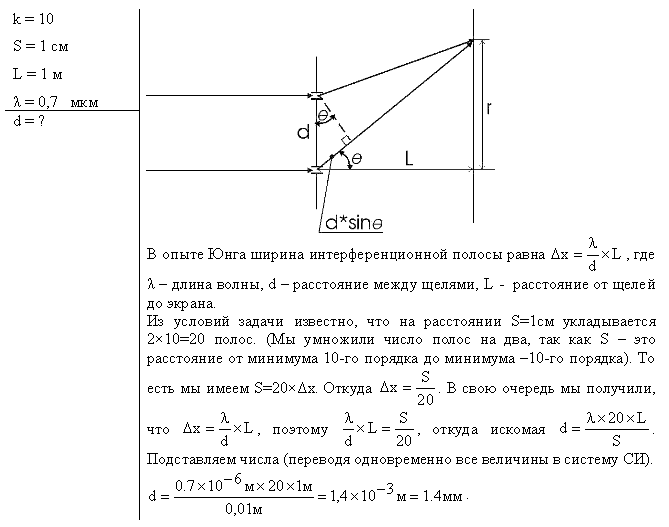 k = 10
S = 1 см
L = 1 м
λ = 0,7 мкм
d = ?
d
θ
θ
L
r
d*sinθ
В опыте Юнга ширина интерференционной полосы равна Δx = λ/d × L , где
λ – длина волны, d – расстояние между щелями, L - расстояние от щелей
до экрана.
Из условий задачи известно, что на расстоянии S=1см укладывается
2×10=20 полос. (Мы умножили число полос на два, так как S – это
расстояние от минимума 10-го порядка до минимума –10-го порядка). То
есть мы имеем S=20×Δx. Откуда Δx = S/20 . В свою очередь мы получили,
что Δx = λ/d × L , поэтому λ/d × L = S/20 , откуда искомая d = λ×20×L/S .
Подставляем числа (переводя одновременно все величины в систему СИ).
d = 0.7×10⁻⁶ м×20×1м/0,01м = 1,4×10⁻³ м = 1.4мм .